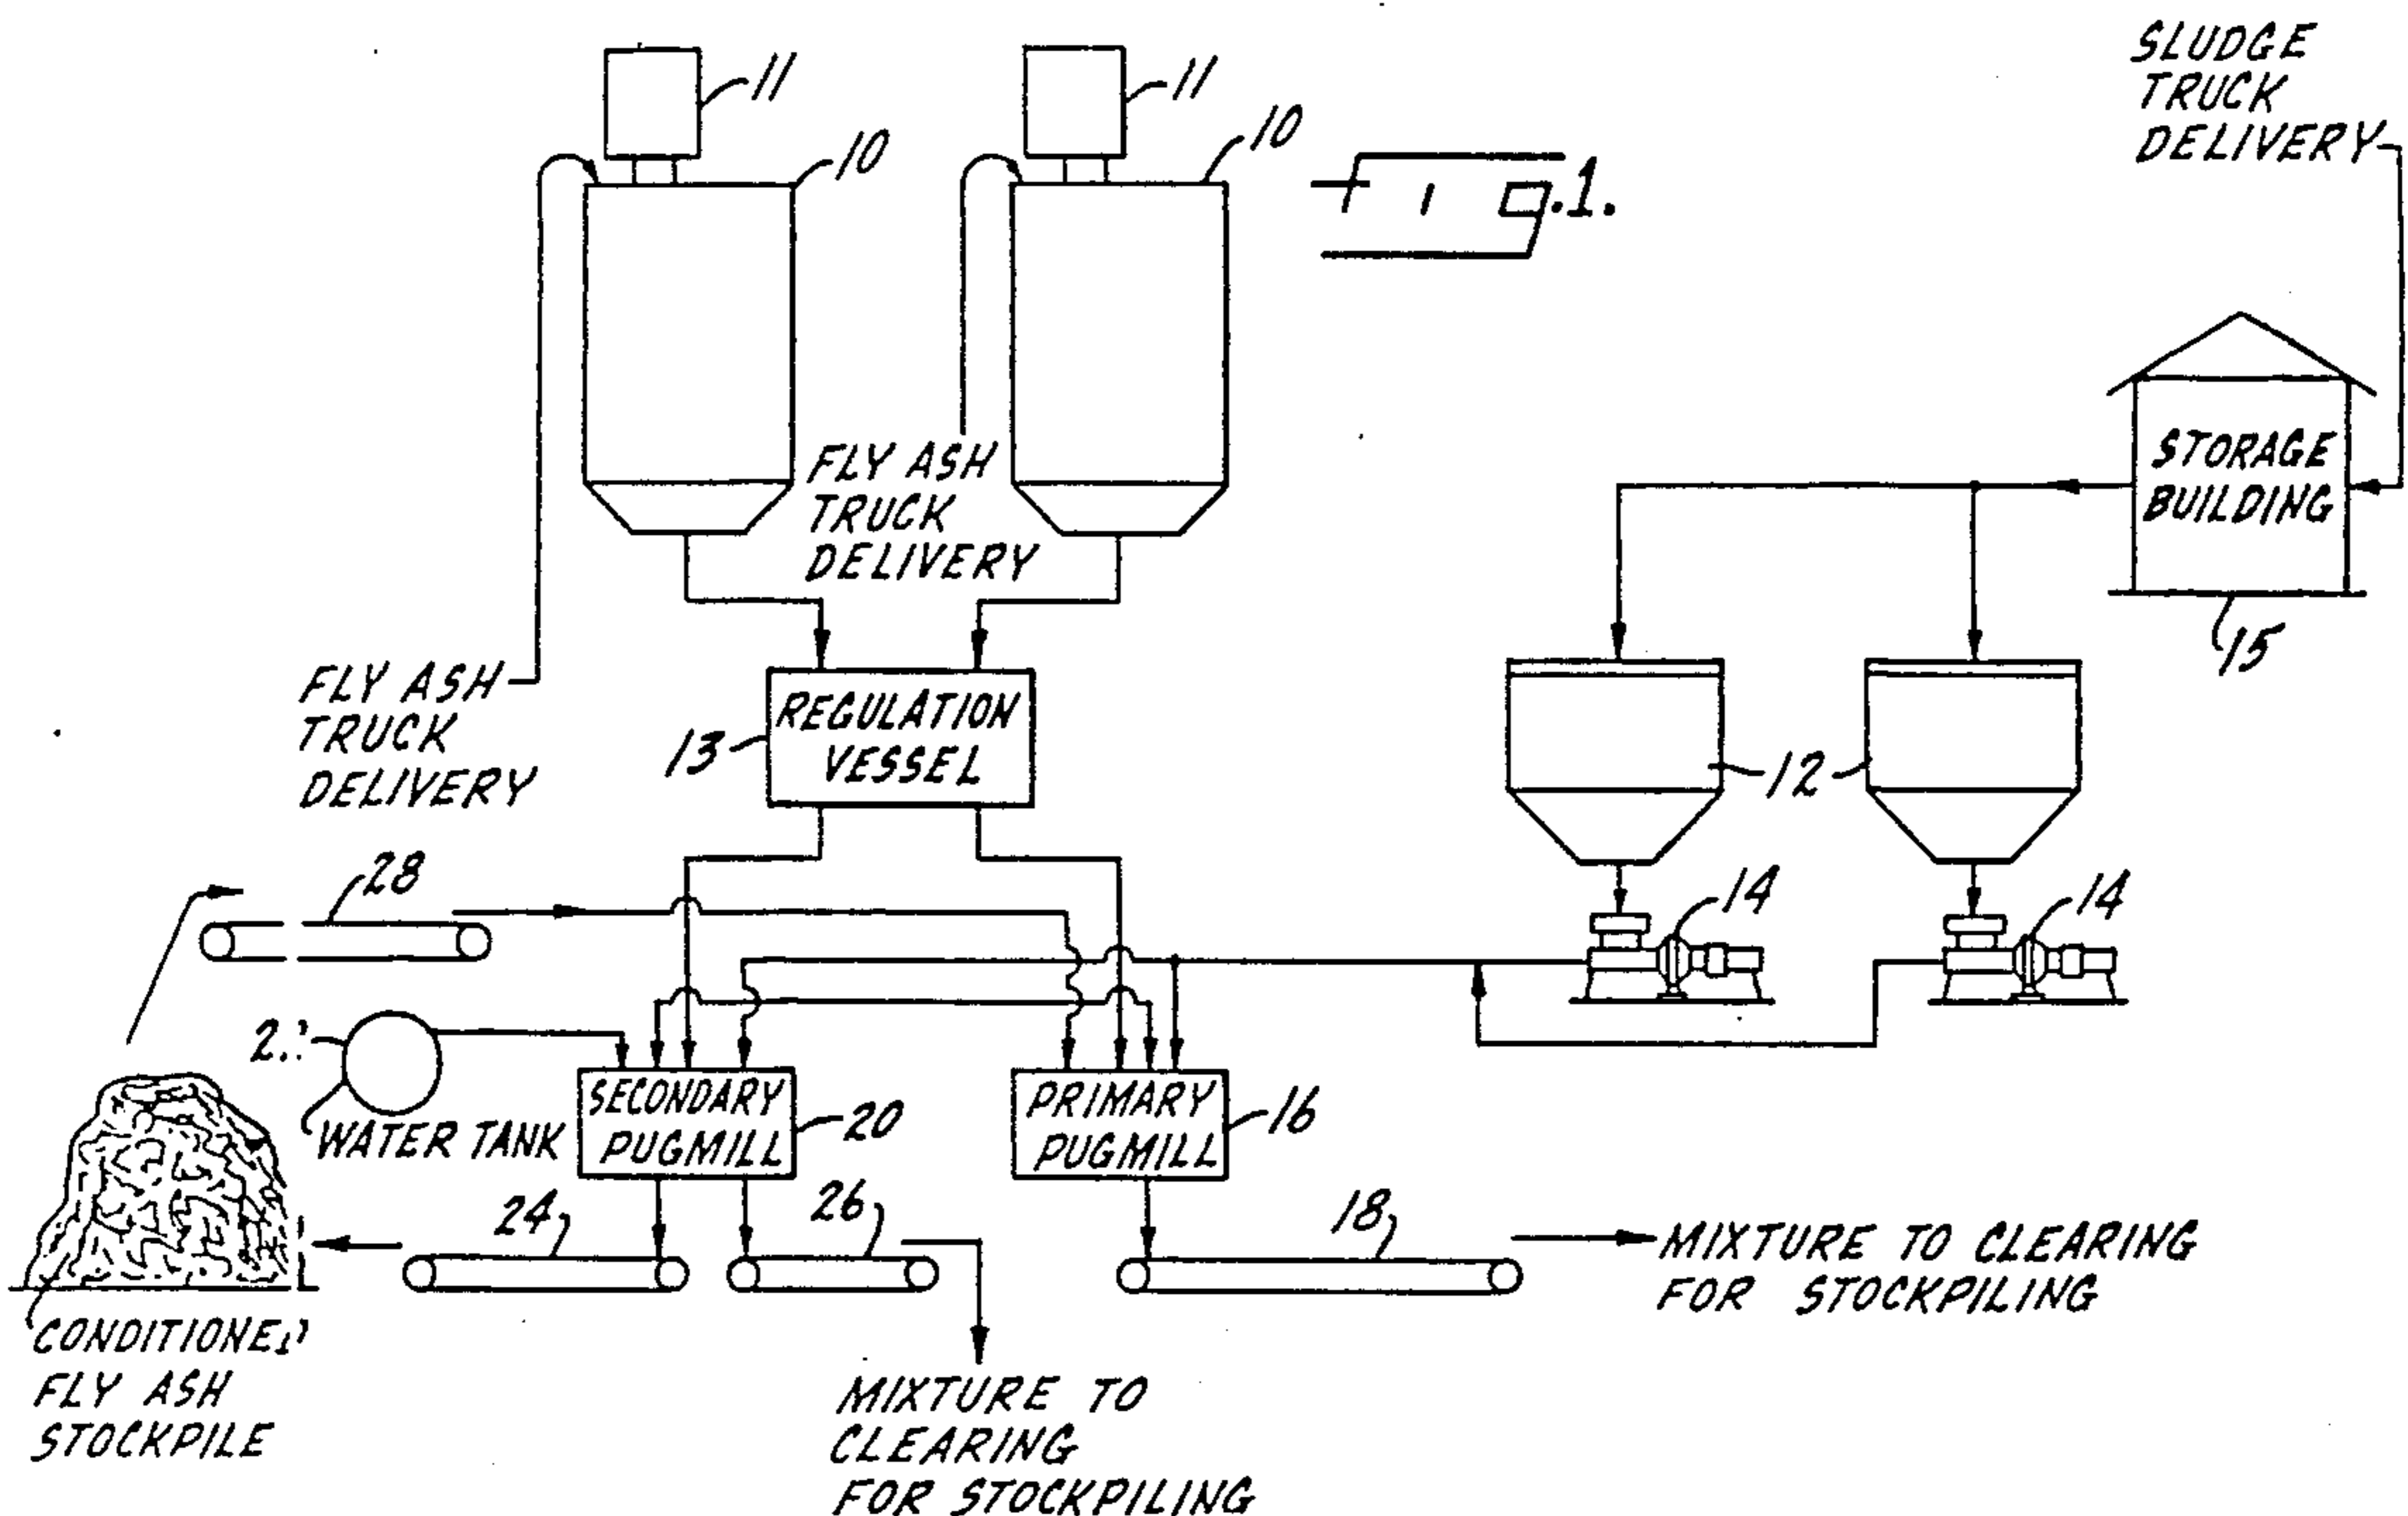 SLUDGE
TRUCK
DELIVERY
11
11
10
10
Fig.1.
FLY ASH
TRUCK
DELIVERY
STORAGE
BUILDING
15
FLY ASH
TRUCK
DELIVERY
REGULATION
VESSEL
13
12
28
14
14
WATER TANK
SECONDARY
PUGMILL
20
PRIMARY
PUGMILL
16
24
26
18
MIXTURE TO CLEARING
FOR STOCKPILING
CONDITIONED
FLY ASH
STOCKPILE
MIXTURE TO
CLEARING
FOR STOCKPILING